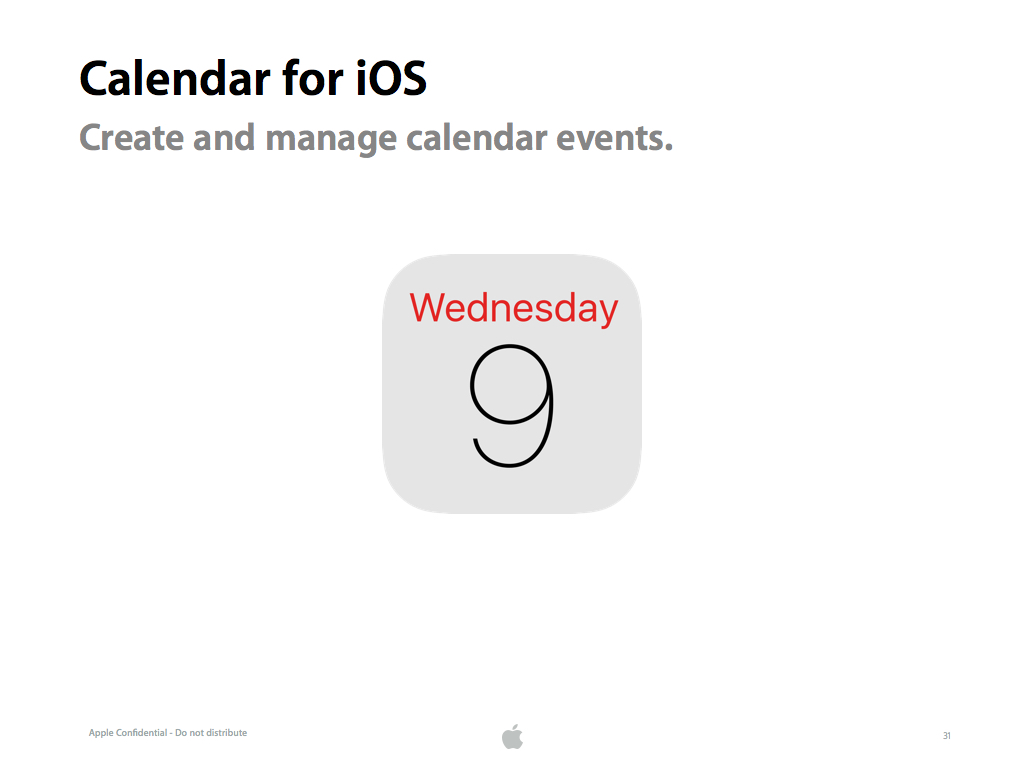 Calendar for iOS
Create and manage calendar events.
Wednesday
9
Apple Confidential - Do not distribute
31